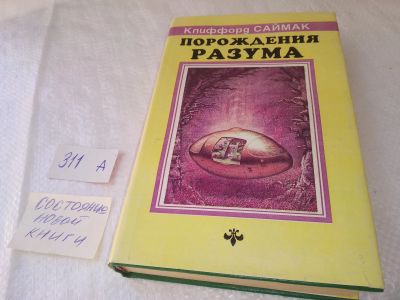 Клиффорд САЙМАК
ПОРОЖДЕНИЯ
РАЗУМА
311 А
СОСТОЯНИЕ
НОВОЙ
КНИГИ